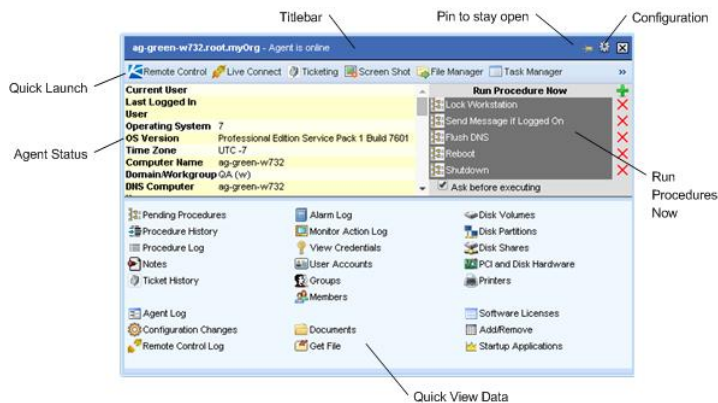 Titlebar
Pin to stay open
Configuration
ag-green-w732.root.myOrg - Agent is online
Quick Launch
Remote Control Live Connect Ticketing Screen Shot File Manager Task Manager »
Agent Status
Current User
Last Logged In
User
Operating System 7
OS Version Professional Edition Service Pack 1 Build 7601
Time Zone UTC -7
Computer Name ag-green-w732
Domain/Workgroup QA (w)
DNS Computer ag-green-w732
Run Procedure Now
Lock Workstation
Send Message if Logged On
Flush DNS
Reboot
Shutdown
Ask before executing
Run
Procedures
Now
Pending Procedures
Procedure History
Procedure Log
Notes
Ticket History
Alarm Log
Monitor Action Log
View Credentials
User Accounts
Groups
Members
Disk Volumes
Disk Partitions
Disk Shares
PCI and Disk Hardware
Printers
Agent Log
Configuration Changes
Remote Control Log
Documents
Get File
Software Licenses
Add/Remove
Startup Applications
Quick View Data